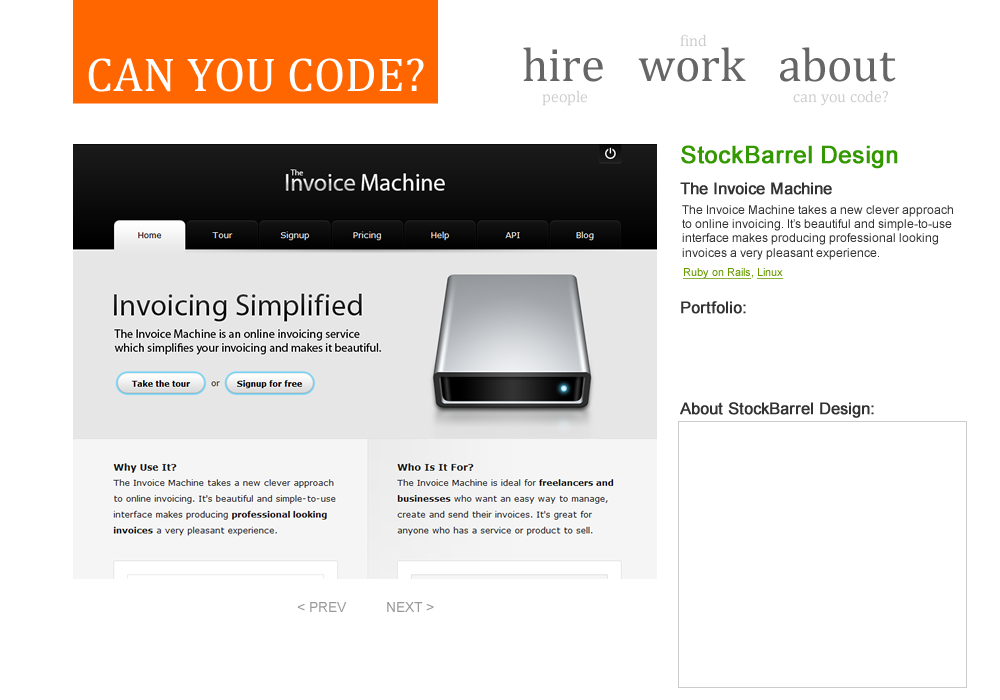 CAN YOU CODE?
find
hire work about
people
can you code?
The
Invoice Machine
Home Tour Signup Pricing Help API Blog
Invoicing Simplified
The Invoice Machine is an online invoicing service
which simplifies your invoicing and makes it beautiful.
Take the tour or Signup for free
Why Use It?
The Invoice Machine takes a new clever approach
to online invoicing. It's beautiful and simple-to-use
interface makes producing professional looking
invoices a very pleasant experience.
Who Is It For?
The Invoice Machine is ideal for freelancers and
businesses who want an easy way to manage,
create and send their invoices. It's great for
anyone who has a service or product to sell.
< PREV NEXT >
StockBarrel Design
The Invoice Machine
The Invoice Machine takes a new clever approach
to online invoicing. It's beautiful and simple-to-use
interface makes producing professional looking
invoices a very pleasant experience.
Ruby on Rails, Linux
Portfolio:
About StockBarrel Design: